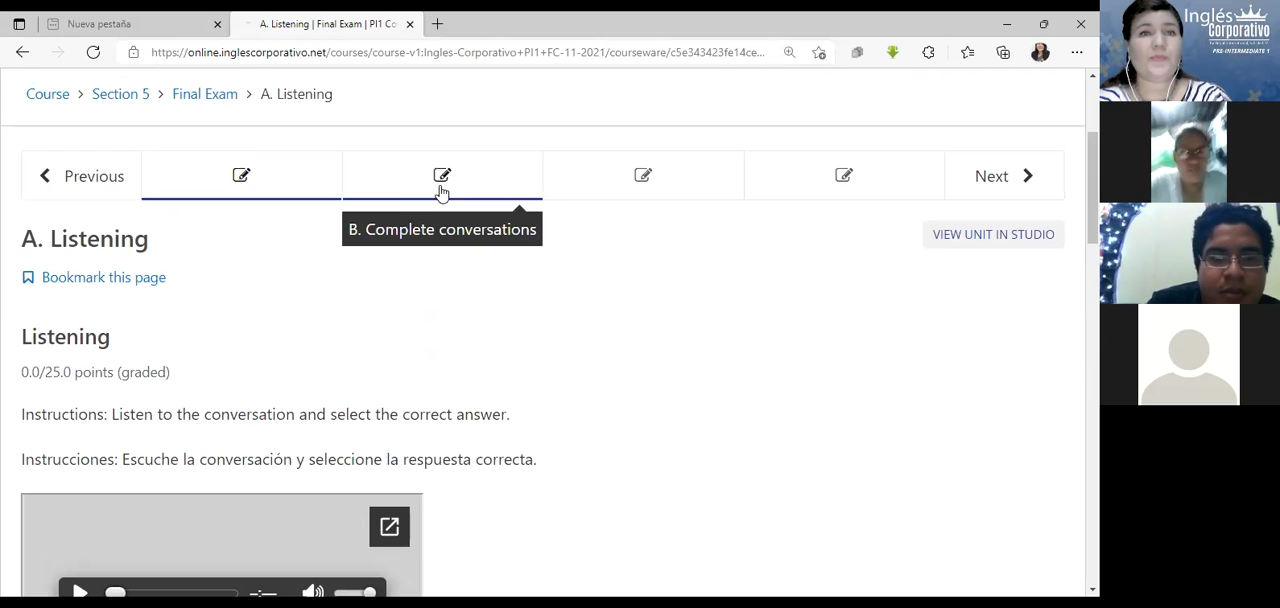 Nueva pestaña
A. Listening | Final Exam | PI1 Co
https://online.inglescorporativo.net/courses/course-v1:Ingles-Corporativo+PI1+FC-11-2021/courseware/c5e343423fe14ce...
Inglés
Corporativo
PRE-INTERMEDIATE 1
Course > Section 5 > Final Exam > A. Listening
Previous
Next
B. Complete conversations
A. Listening
VIEW UNIT IN STUDIO
Bookmark this page
Listening
0.0/25.0 points (graded)
Instructions: Listen to the conversation and select the correct answer.
Instrucciones: Escuche la conversación y seleccione la respuesta correcta.